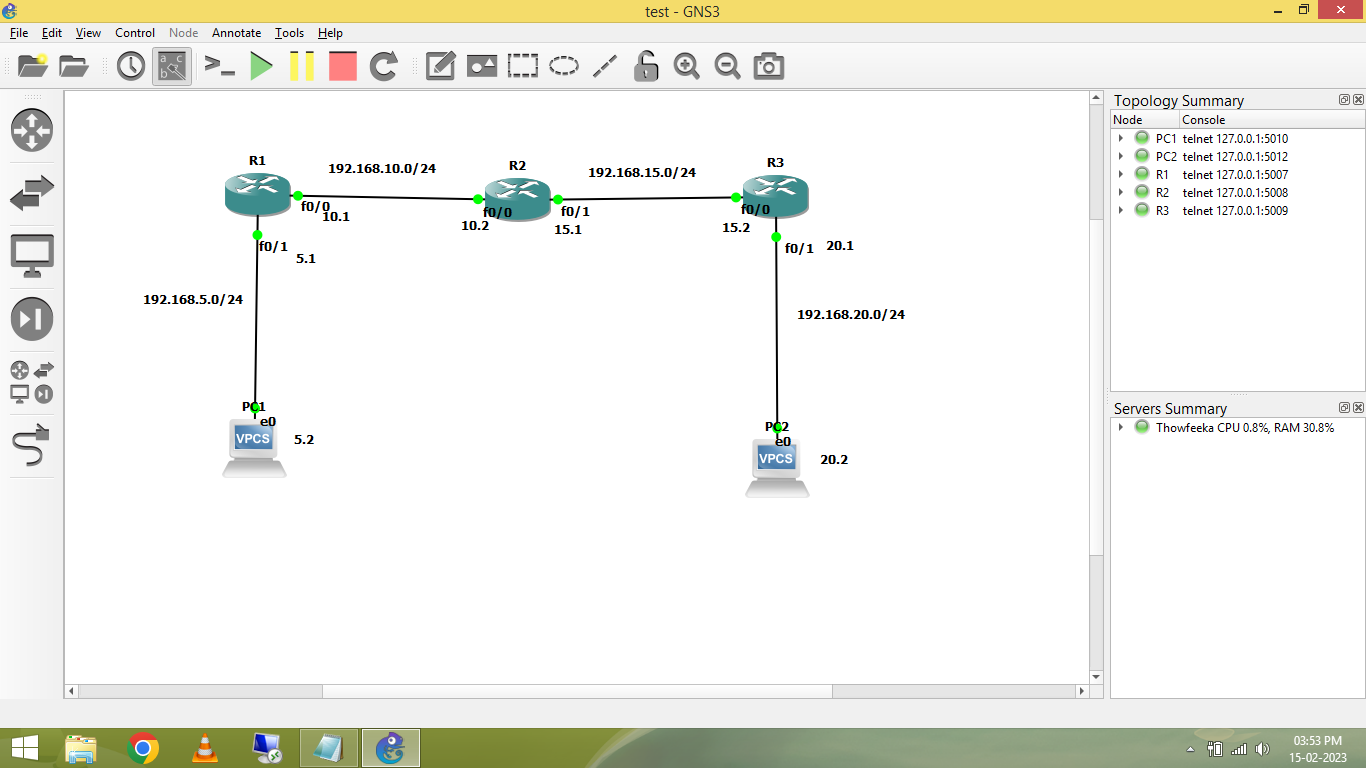 test - GNS3
File Edit View Control Node Annotate Tools Help
R1
192.168.10.0/24
R2
192.168.15.0/24
R3
f0/0
10.1
f0/0
10.2
f0/1
15.1
f0/0
15.2
f0/1
5.1
f0/1
20.1
192.168.5.0/24
192.168.20.0/24
PC1
e0
VPCS
5.2
PC2
e0
VPCS
20.2
Topology Summary
Node Console
PC1 telnet 127.0.0.1:5010
PC2 telnet 127.0.0.1:5012
R1 telnet 127.0.0.1:5007
R2 telnet 127.0.0.1:5008
R3 telnet 127.0.0.1:5009
Servers Summary
Thowfeeka CPU 0.8%, RAM 30.8%
03:53 PM
15-02-2023